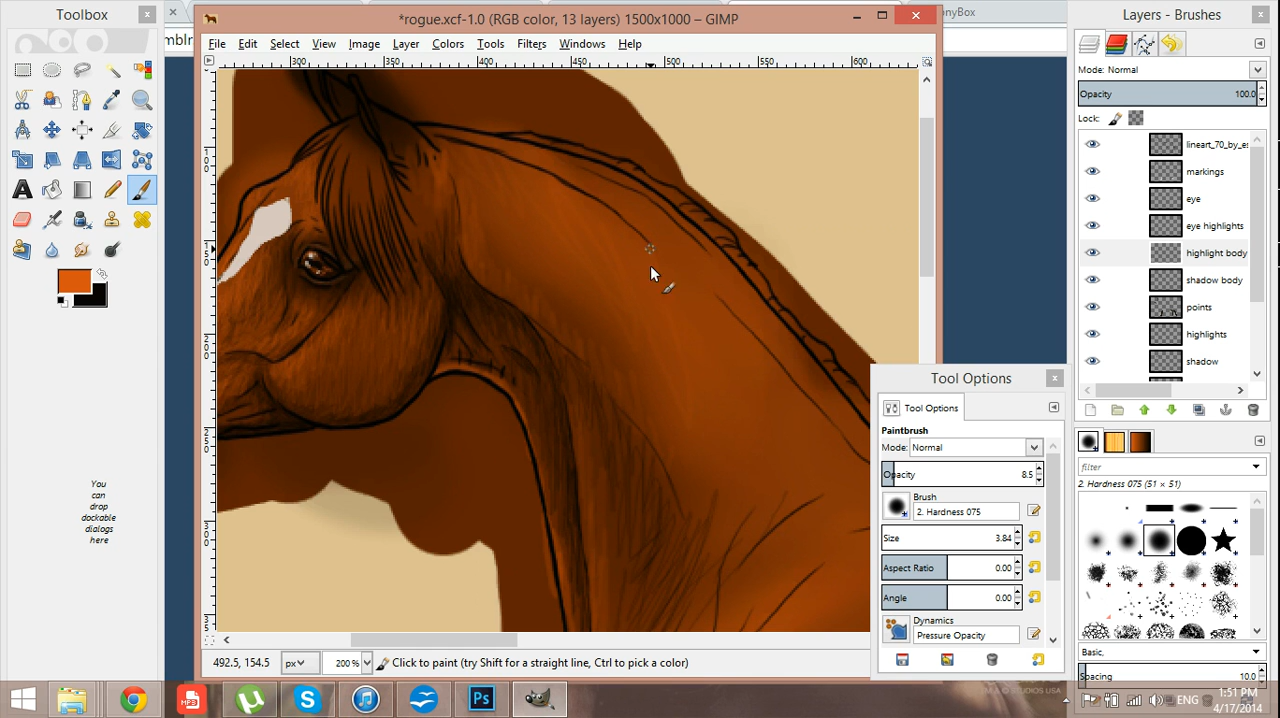 Toolbox
*rogue.xcf-1.0 (RGB color, 13 layers) 1500x1000 – GIMP
Layers - Brushes
File Edit Select View Image Layer Colors Tools Filters Windows Help
300 350 400 450 500 550 600
Mode: Normal
Opacity 100.0
Lock:
lineart_70_by_es
markings
eye
eye highlights
highlight body
shadow body
points
highlights
shadow
You
can
drop
dockable
dialogs
here
Tool Options
Tool Options
Paintbrush
Mode: Normal
Opacity 8.5
Brush
2. Hardness 075
Size 3.84
Aspect Ratio 0.00
Angle 0.00
Dynamics
Pressure Opacity
filter
2. Hardness 075 (51 × 51)
Basic,
Spacing 10.0
492.5, 154.5 px 200% Click to paint (try Shift for a straight line, Ctrl to pick a color)
MP3
Ps
ENG
1:51 PM
4/17/2014